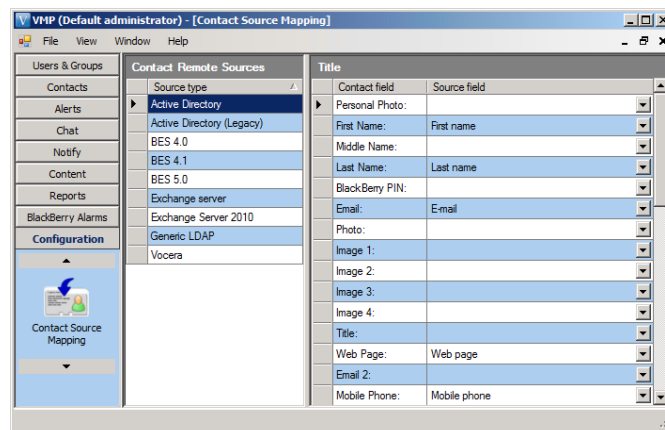 VMP (Default administrator) - [Contact Source Mapping]
File View Window Help
Users & Groups
Contacts
Alerts
Chat
Notify
Content
Reports
BlackBerry Alarms
Configuration
Contact Source
Mapping
Contact Remote Sources
Source type
Active Directory
Active Directory (Legacy)
BES 4.0
BES 4.1
BES 5.0
Exchange server
Exchange Server 2010
Generic LDAP
Vocera
Title
Contact field Source field
Personal Photo:
First Name: First name
Middle Name:
Last Name: Last name
BlackBerry PIN:
Email: E-mail
Photo:
Image 1:
Image 2:
Image 3:
Image 4:
Title:
Web Page: Web page
Email 2:
Mobile Phone: Mobile phone